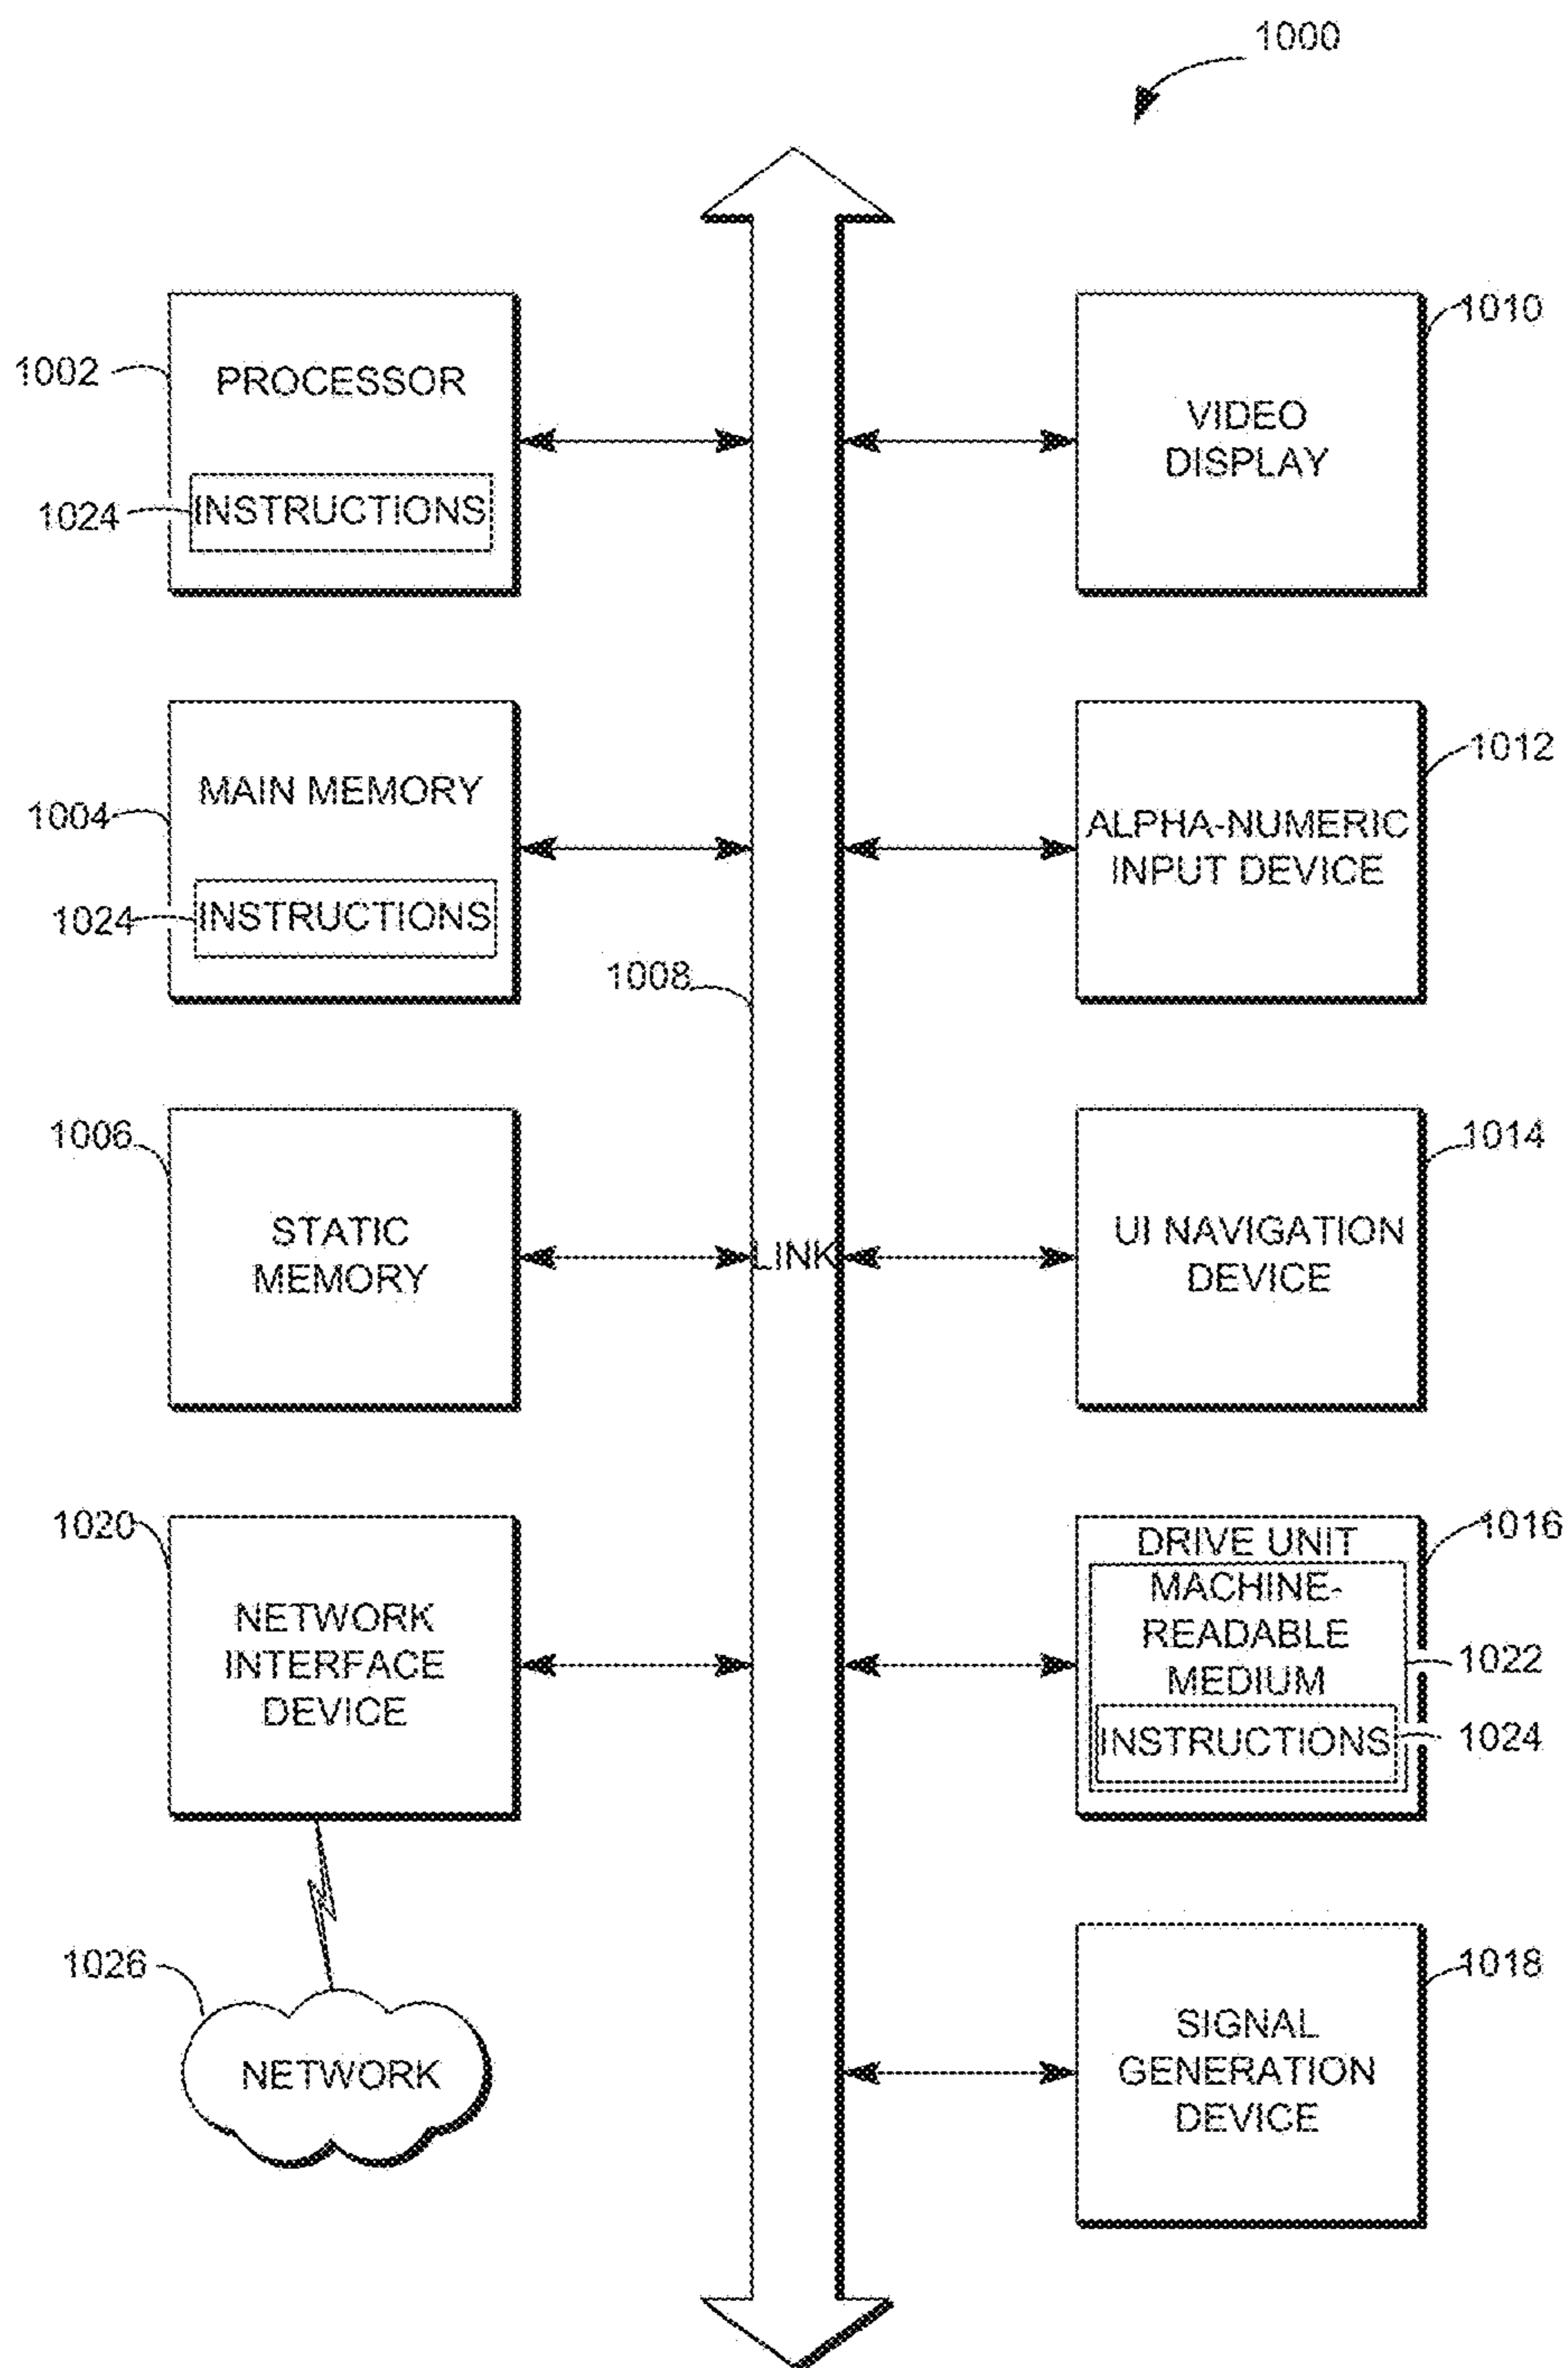 1000
1002
PROCESSOR
1024
INSTRUCTIONS
1010
VIDEO
DISPLAY
1004
MAIN MEMORY
1024
INSTRUCTIONS
1008
1012
ALPHA-NUMERIC
INPUT DEVICE
1006
STATIC
MEMORY
LINK
1014
UI NAVIGATION
DEVICE
1020
NETWORK
INTERFACE
DEVICE
1016
DRIVE UNIT
MACHINE-
READABLE
MEDIUM
1022
INSTRUCTIONS
1024
1026
NETWORK
1018
SIGNAL
GENERATION
DEVICE